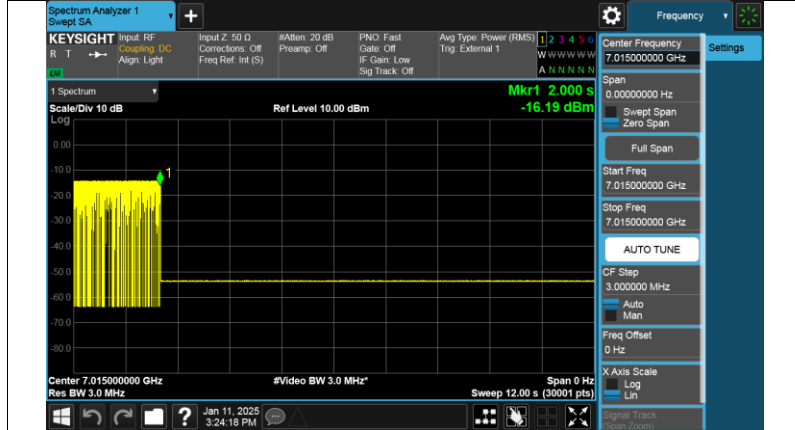 Spectrum Analyzer 1
Swept SA
+
Frequency
KEYSIGHT
R T
LXI
Input: RF
Coupling: DC
Align: Light
Input Z: 50 Ω
Corrections: Off
Freq Ref: Int (S)
#Atten: 20 dB
Preamp: Off
PNO: Fast
Gate: Off
IF Gain: Low
Sig Track: Off
Avg Type: Power (RMS)
Trig: External 1
1 2 3 4 5 6
W W W W W W
A N N N N N
1 Spectrum
Scale/Div 10 dB
Ref Level 10.00 dBm
Mkr1 2.000 s
-16.19 dBm
Log
0.00
-10.0
-20.0
-30.0
-40.0
-50.0
-60.0
-70.0
-80.0
1
Center 7.015000000 GHz
Res BW 3.0 MHz
#Video BW 3.0 MHz*
Span 0 Hz
Sweep 12.00 s (30001 pts)
Center Frequency
7.015000000 GHz
Settings
Span
0.00000000 Hz
Swept Span
Zero Span
Full Span
Start Freq
7.015000000 GHz
Stop Freq
7.015000000 GHz
AUTO TUNE
CF Step
3.000000 MHz
Auto
Man
Freq Offset
0 Hz
X Axis Scale
Log
Lin
Signal Track
(Span Zoom)
?
Jan 11, 2025
3:24:18 PM